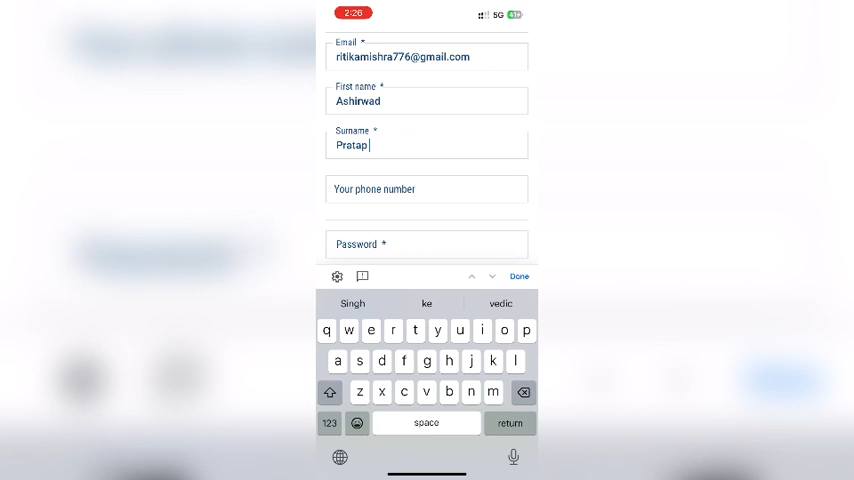 2:26
5G 41
Email *
ritikamishra776@gmail.com
First name *
Ashirwad
Surname *
Pratap
Your phone number
Password *
Done
Singh ke vedic
q w e r t y u i o p
a s d f g h j k l
z x c v b n m
123 space return